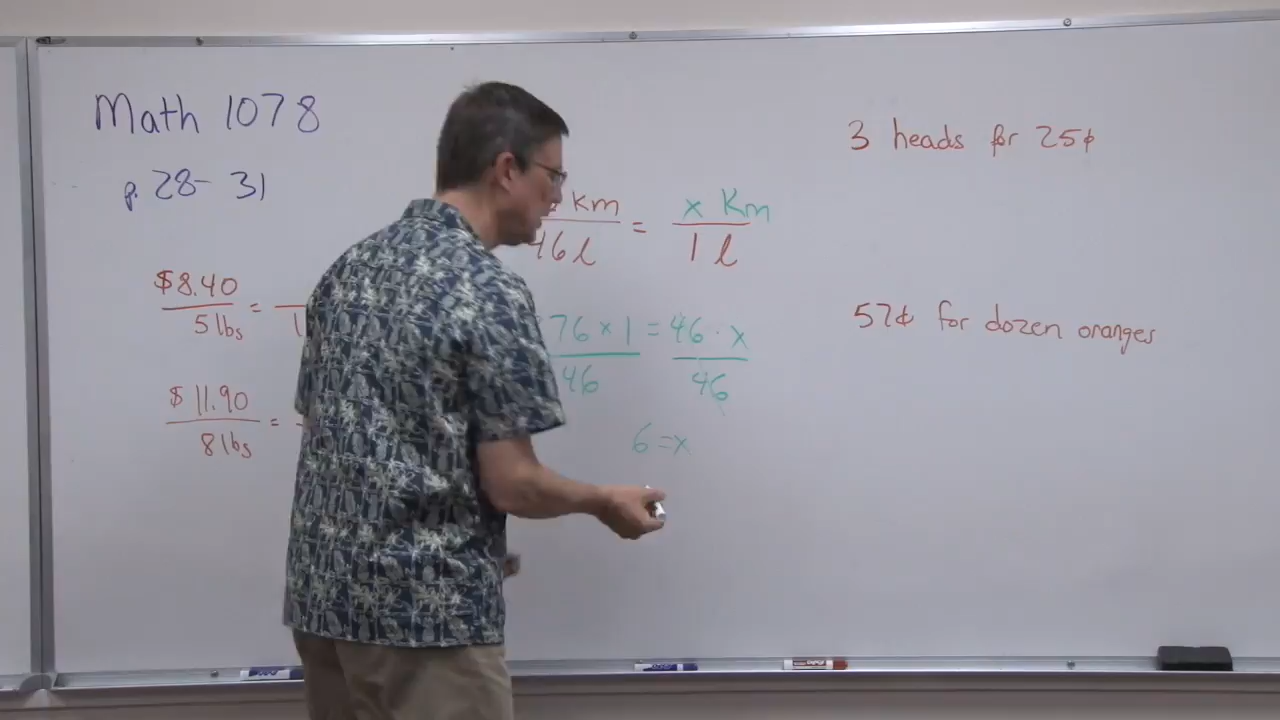 Math 1078
p. 28- 31
$8.40
5 lbs
=
1
$ 11.90
8 lbs
=
km
46 l
=
x Km
1 l
76 x 1 = 46 · x
46
46
6 = x
3 heads for 25¢
57¢ for dozen oranges